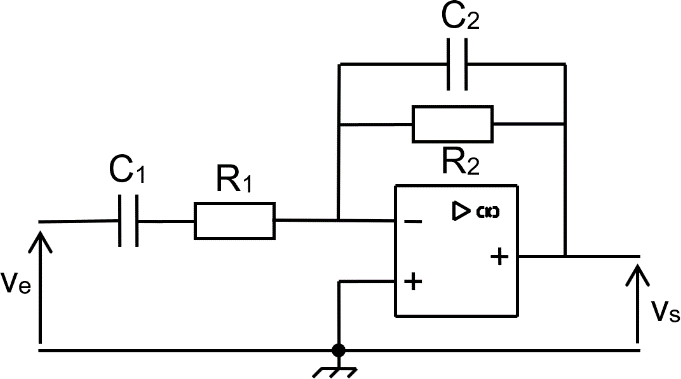 C2
R2
C1
R1
− ▷ ∞
+
+
ve
vs